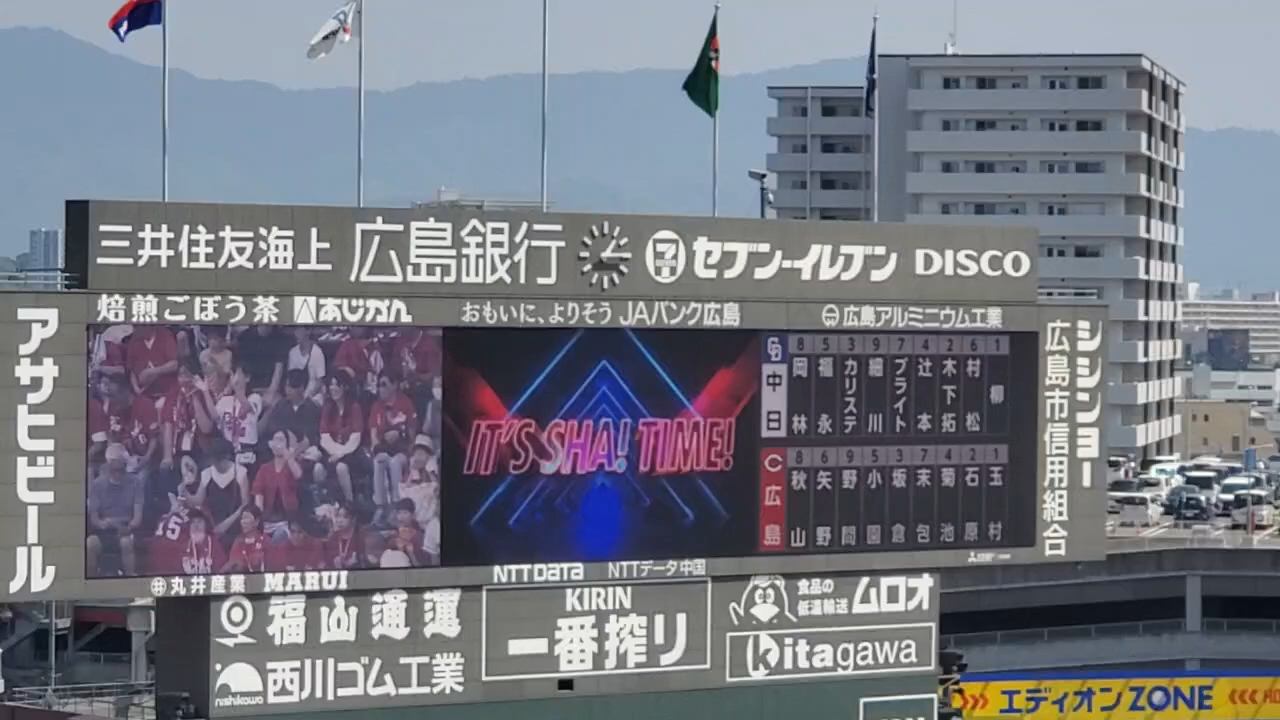 三井住友海上 広島銀行 セブン-イレブン DISCO
焙煎ごぼう茶 あじかん おもいに、よりそう JAバンク広島 広島アルミニウム工業
アサヒビール
IT'S SHA! TIME!
CD 中日
8 5 3 9 7 4 2 6 1
岡林 福永 カリステ 細川 ブライト 辻本 木下拓 村松 柳
C 広島
8 6 9 5 3 7 4 2 1
秋山 矢野 野間 小園 坂倉 末包 菊池 石原 玉村
シシンヨー
広島市信用組合
丸井産業 MARUI NTT DATA NTTデータ中国
福山通運
nishikawa 西川ゴム工業
KIRIN
一番搾り
食品の
低温輸送 ムロオ
kitagawa
エディオンZONE